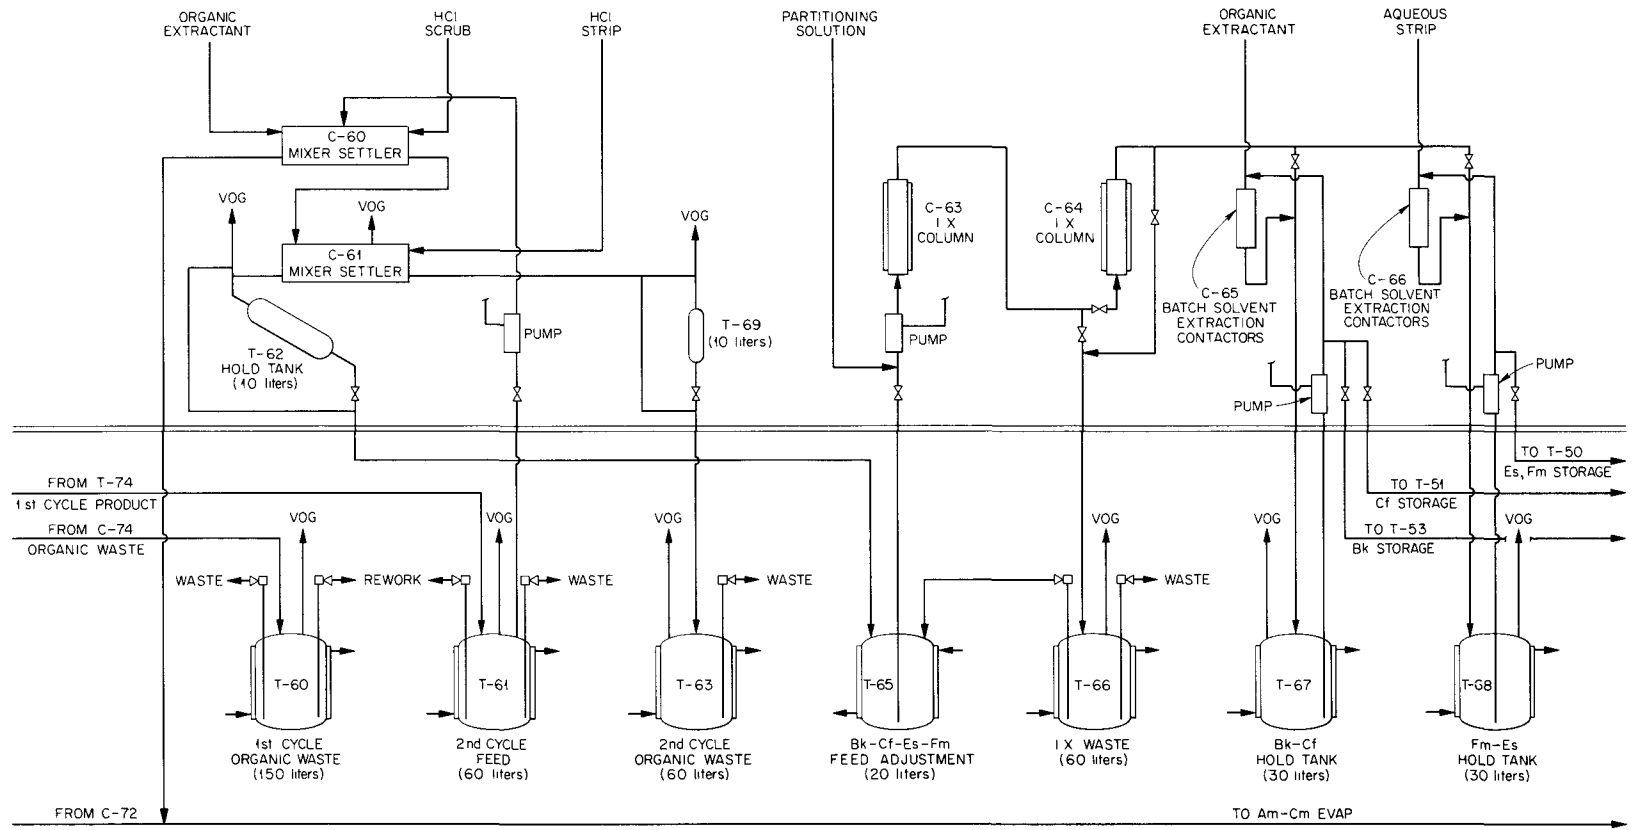 ORGANIC
EXTRACTANT
HCl
SCRUB
HCl
STRIP
PARTITIONING
SOLUTION
ORGANIC
EXTRACTANT
AQUEOUS
STRIP
C-60
MIXER SETTLER
VOG
VOG
C-61
MIXER SETTLER
VOG
C-63
I X
COLUMN
C-64
I X
COLUMN
C-65
BATCH SOLVENT
EXTRACTION
CONTACTORS
C-66
BATCH SOLVENT
EXTRACTION
CONTACTORS
T-62
HOLD TANK
(10 liters)
PUMP
T-69
(10 liters)
PUMP
PUMP
PUMP
TO T-50
Es, Fm STORAGE
FROM T-74
1st CYCLE PRODUCT
TO T-51
Cf STORAGE
FROM C-74
ORGANIC WASTE
TO T-53
Bk STORAGE
VOG
VOG
VOG
VOG
VOG
VOG
WASTE
REWORK
WASTE
WASTE
WASTE
T-60
T-61
T-63
T-65
T-66
T-67
T-G8
1st CYCLE
ORGANIC WASTE
(150 liters)
2nd CYCLE
FEED
(60 liters)
2nd CYCLE
ORGANIC WASTE
(60 liters)
Bk-Cf-Es-Fm
FEED ADJUSTMENT
(20 liters)
I X WASTE
(60 liters)
Bk-Cf
HOLD TANK
(30 liters)
Fm-Es
HOLD TANK
(30 liters)
FROM C-72
TO Am-Cm EVAP